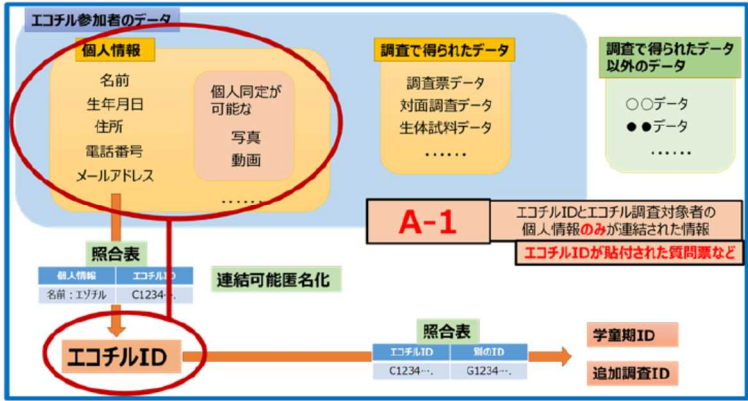 エコチル参加者のデータ
個人情報
名前
生年月日
住所
電話番号
メールアドレス
個人同定が
可能な
写真
動画
……
調査で得られたデータ
調査票データ
対面調査データ
生体試料データ
……
調査で得られたデータ
以外のデータ
○○データ
●●データ
……
A-1
エコチルIDとエコチル調査対象者の
個人情報のみが連結された情報
エコチルIDが貼付された質問票など
照合表
個人情報 エコチルID
名前：エゾチル C1234….
連結可能匿名化
エコチルID
照合表
エコチルID 別のID
C1234…. G1234….
学童期ID
追加調査ID